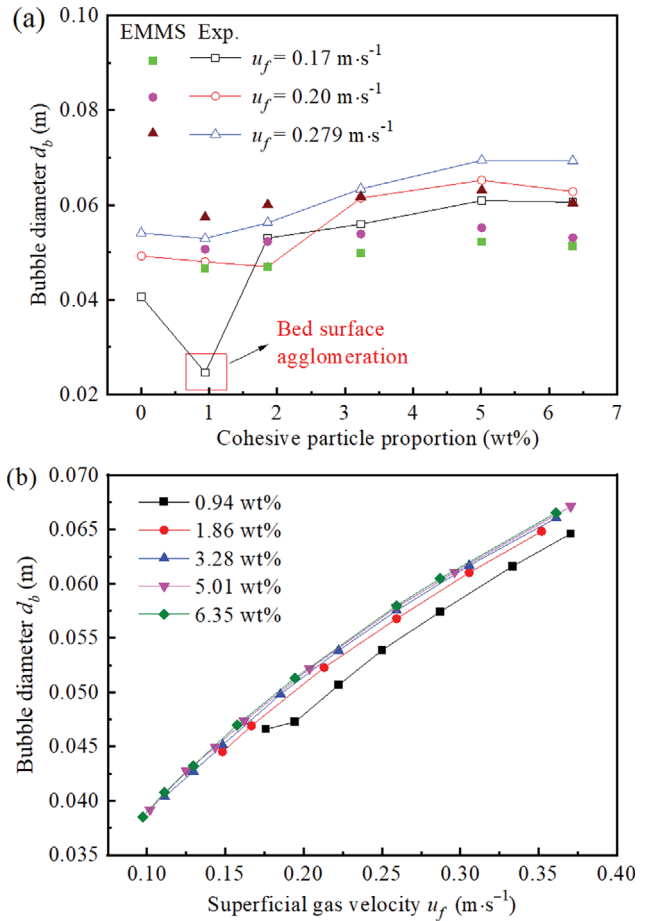 (a)
0.10
EMMS Exp.
u_f = 0.17 m·s⁻¹
u_f = 0.20 m·s⁻¹
u_f = 0.279 m·s⁻¹
0.08
0.06
0.04
0.02
Bubble diameter d_b (m)
Bed surface
agglomeration
0 1 2 3 4 5 6 7
Cohesive particle proportion (wt%)
(b)
0.070
0.065
0.060
0.055
0.050
0.045
0.040
0.035
Bubble diameter d_b (m)
0.94 wt%
1.86 wt%
3.28 wt%
5.01 wt%
6.35 wt%
0.10 0.15 0.20 0.25 0.30 0.35 0.40
Superficial gas velocity u_f (m·s⁻¹)